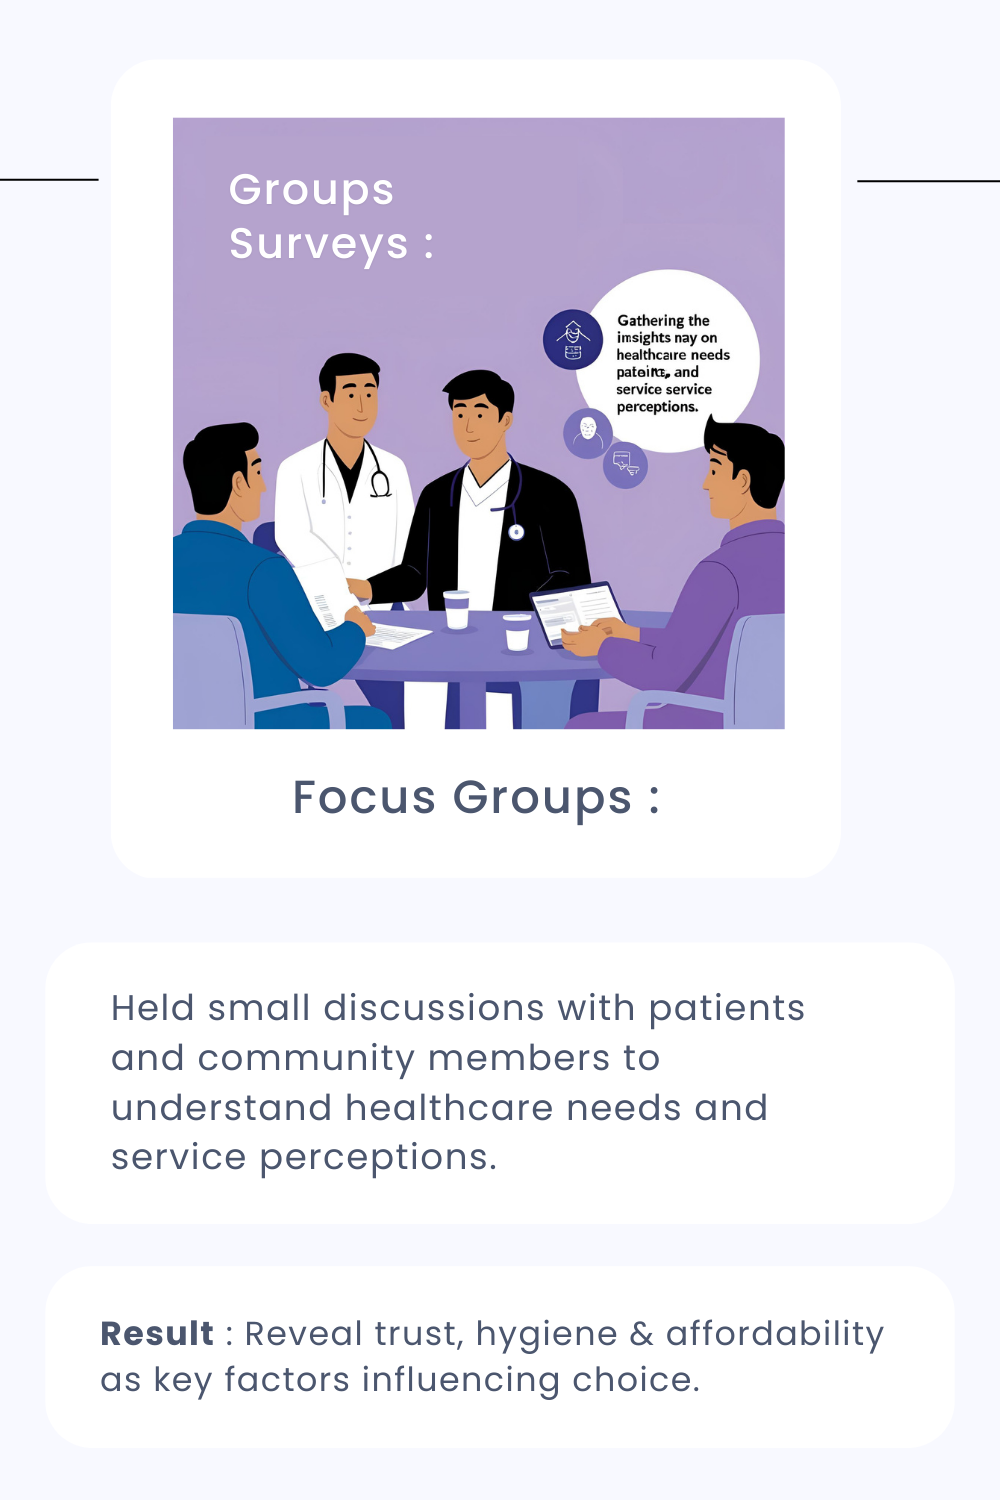 Groups
Surveys :
Gathering the
imsights nay on
healthcare needs
and
service service
perceptions.
Focus Groups :
Held small discussions with patients
and community members to
understand healthcare needs and
service perceptions.
Result : Reveal trust, hygiene & affordability
as key factors influencing choice.